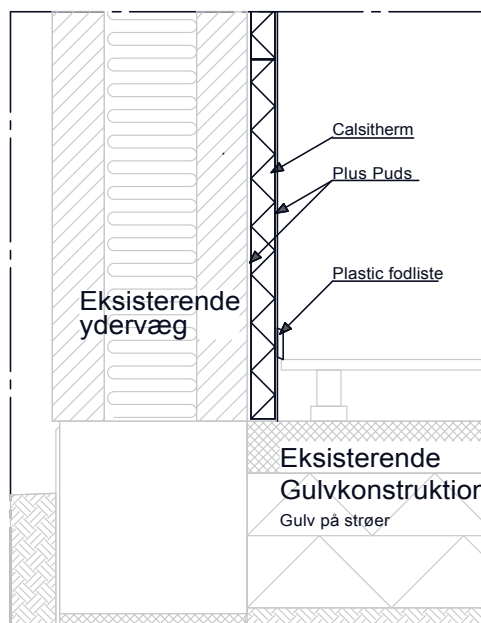 Calsitherm
Plus Puds
Plastic fodliste
Eksisterende
ydervæg
Eksisterende
Gulvkonstruktion
Gulv på strøer